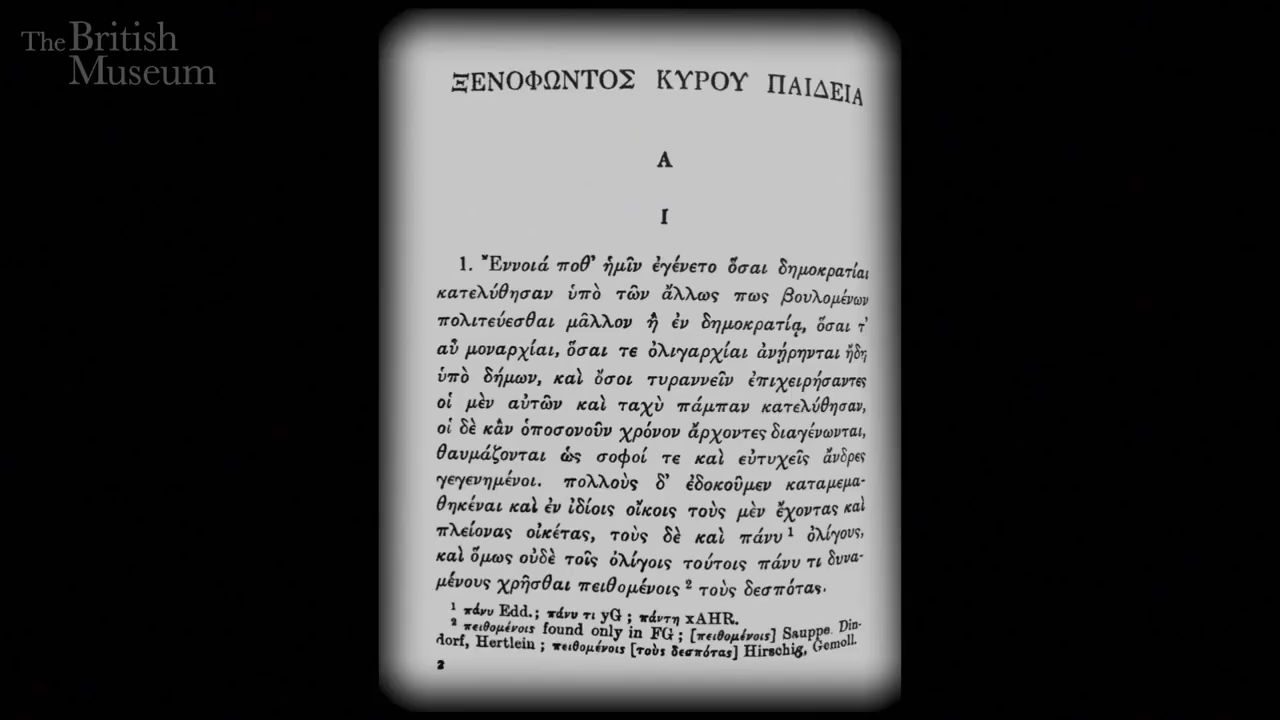 The British
Museum
ΞΕΝΟΦΩΝΤΟΣ ΚΥΡΟΥ ΠΑΙΔΕΙΑ
Α
Ι
1. Ἔννοιά ποθ᾿ ἡμῖν ἐγένετο ὅσαι δημοκρατίαι
κατελύθησαν ὑπὸ τῶν ἄλλως πως βουλομένων
πολιτεύεσθαι μᾶλλον ἢ ἐν δημοκρατίᾳ, ὅσαι τ᾿
αὖ μοναρχίαι, ὅσαι τε ὀλιγαρχίαι ἀνῄρηνται ἤδη
ὑπὸ δήμων, καὶ ὅσοι τυραννεῖν ἐπιχειρήσαντες
οἱ μὲν αὐτῶν καὶ ταχὺ πάμπαν κατελύθησαν,
οἱ δὲ κἂν ὁποσονοῦν χρόνον ἄρχοντες διαγένωνται,
θαυμάζονται ὡς σοφοί τε καὶ εὐτυχεῖς ἄνδρες
γεγενημένοι. πολλοὺς δ᾿ ἐδοκοῦμεν καταμεμα-
θηκέναι καὶ ἐν ἰδίοις οἴκοις τοὺς μὲν ἔχοντας καὶ
πλείονας οἰκέτας, τοὺς δὲ καὶ πάνυ ¹ ὀλίγους,
καὶ ὅμως οὐδὲ τοῖς ὀλίγοις τούτοις πάνυ τι δυνα-
μένους χρῆσθαι πειθομένοις ² τοὺς δεσπότας.
¹ πάνυ Edd.; πάνυ τι yG; πάντη xAHR.
² πειθομένοις found only in FG; [πειθομένοις] Sauppe. Din-
dorf, Hertlein; πειθομένοις [τοὺς δεσπότας] Hirschig, Gemoll.
2